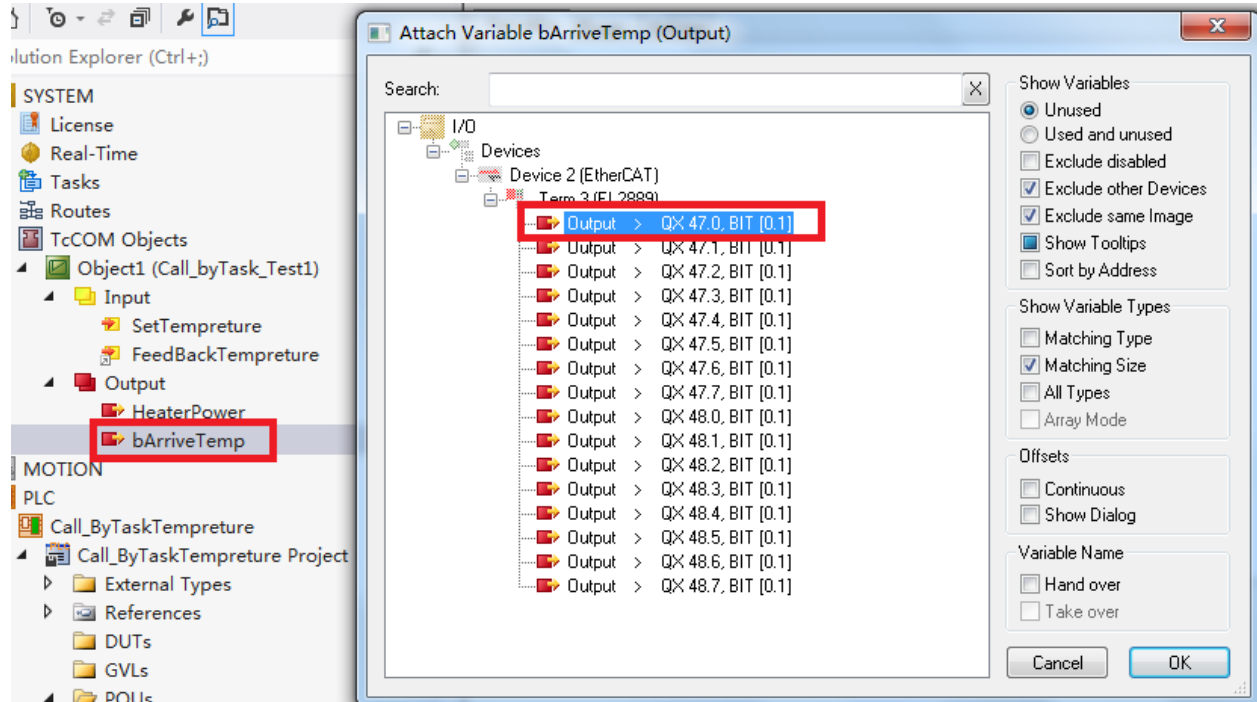 olution Explorer (Ctrl+;)
SYSTEM
License
Real-Time
Tasks
Routes
TcCOM Objects
Object1 (Call_byTask_Test1)
Input
SetTempreture
FeedBackTempreture
Output
HeaterPower
bArriveTemp
MOTION
PLC
Call_ByTaskTempreture
Call_ByTaskTempreture Project
External Types
References
DUTs
GVLs
POUs
Attach Variable bArriveTemp (Output)
Search:
I/O
Devices
Device 2 (EtherCAT)
Term 3 (EL2889)
Output > QX 47.0, BIT [0.1]
Output > QX 47.1, BIT [0.1]
Output > QX 47.2, BIT [0.1]
Output > QX 47.3, BIT [0.1]
Output > QX 47.4, BIT [0.1]
Output > QX 47.5, BIT [0.1]
Output > QX 47.6, BIT [0.1]
Output > QX 47.7, BIT [0.1]
Output > QX 48.0, BIT [0.1]
Output > QX 48.1, BIT [0.1]
Output > QX 48.2, BIT [0.1]
Output > QX 48.3, BIT [0.1]
Output > QX 48.4, BIT [0.1]
Output > QX 48.5, BIT [0.1]
Output > QX 48.6, BIT [0.1]
Output > QX 48.7, BIT [0.1]
Show Variables
Unused
Used and unused
Exclude disabled
Exclude other Devices
Exclude same Image
Show Tooltips
Sort by Address
Show Variable Types
Matching Type
Matching Size
All Types
Array Mode
Offsets
Continuous
Show Dialog
Variable Name
Hand over
Take over
Cancel
OK